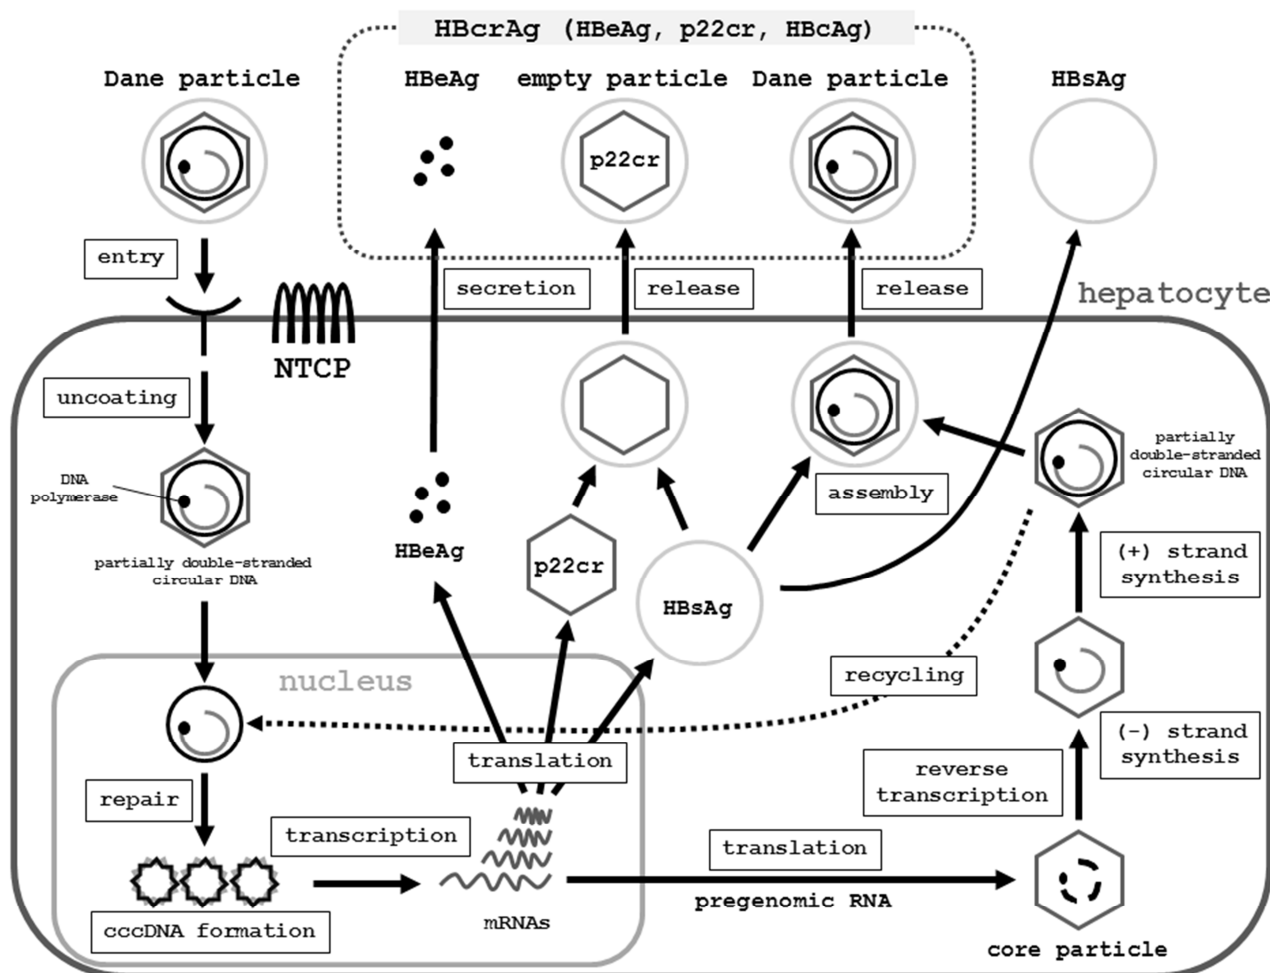 HBcrAg (HBeAg, p22cr, HBcAg)
Dane particle
HBeAg
empty particle
Dane particle
HBsAg
p22cr
entry
secretion
release
release
hepatocyte
NTCP
uncoating
DNA
polymerase
partially double-stranded
circular DNA
HBeAg
p22cr
HBsAg
assembly
partially
double-stranded
circular DNA
(+) strand
synthesis
recycling
nucleus
(-) strand
synthesis
translation
reverse
transcription
repair
transcription
translation
pregenomic RNA
cccDNA formation
mRNAs
core particle